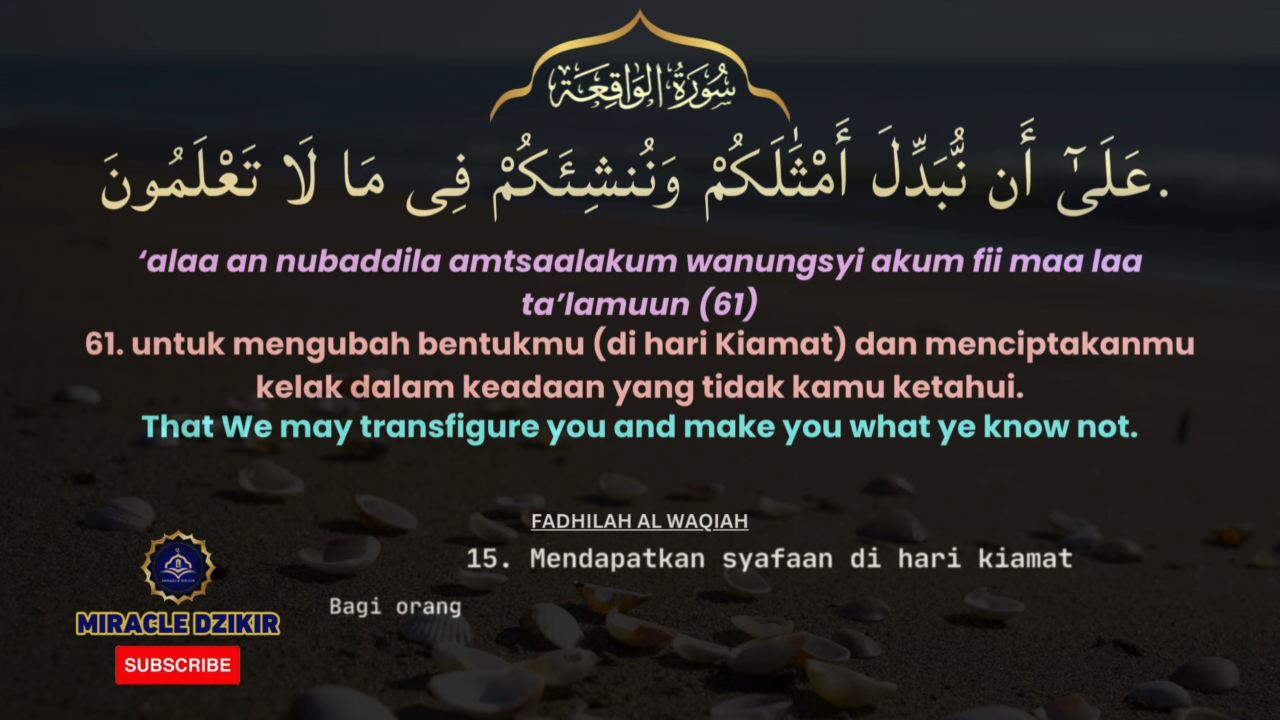 سُورَةُ الوَاقِعَة
عَلَىٰٓ أَن نُّبَدِّلَ أَمْثَٰلَكُمْ وَنُنشِئَكُمْ فِى مَا لَا تَعْلَمُونَ.
‘alaa an nubaddila amtsaalakum wanungsyi akum fii maa laa
ta’lamuun (61)
61. untuk mengubah bentukmu (di hari Kiamat) dan menciptakanmu
kelak dalam keadaan yang tidak kamu ketahui.
That We may transfigure you and make you what ye know not.
FADHILAH AL WAQIAH
15. Mendapatkan syafaan di hari kiamat
Bagi orang
MIRACLE DZIKIR
MIRACLE DZIKIR
SUBSCRIBE